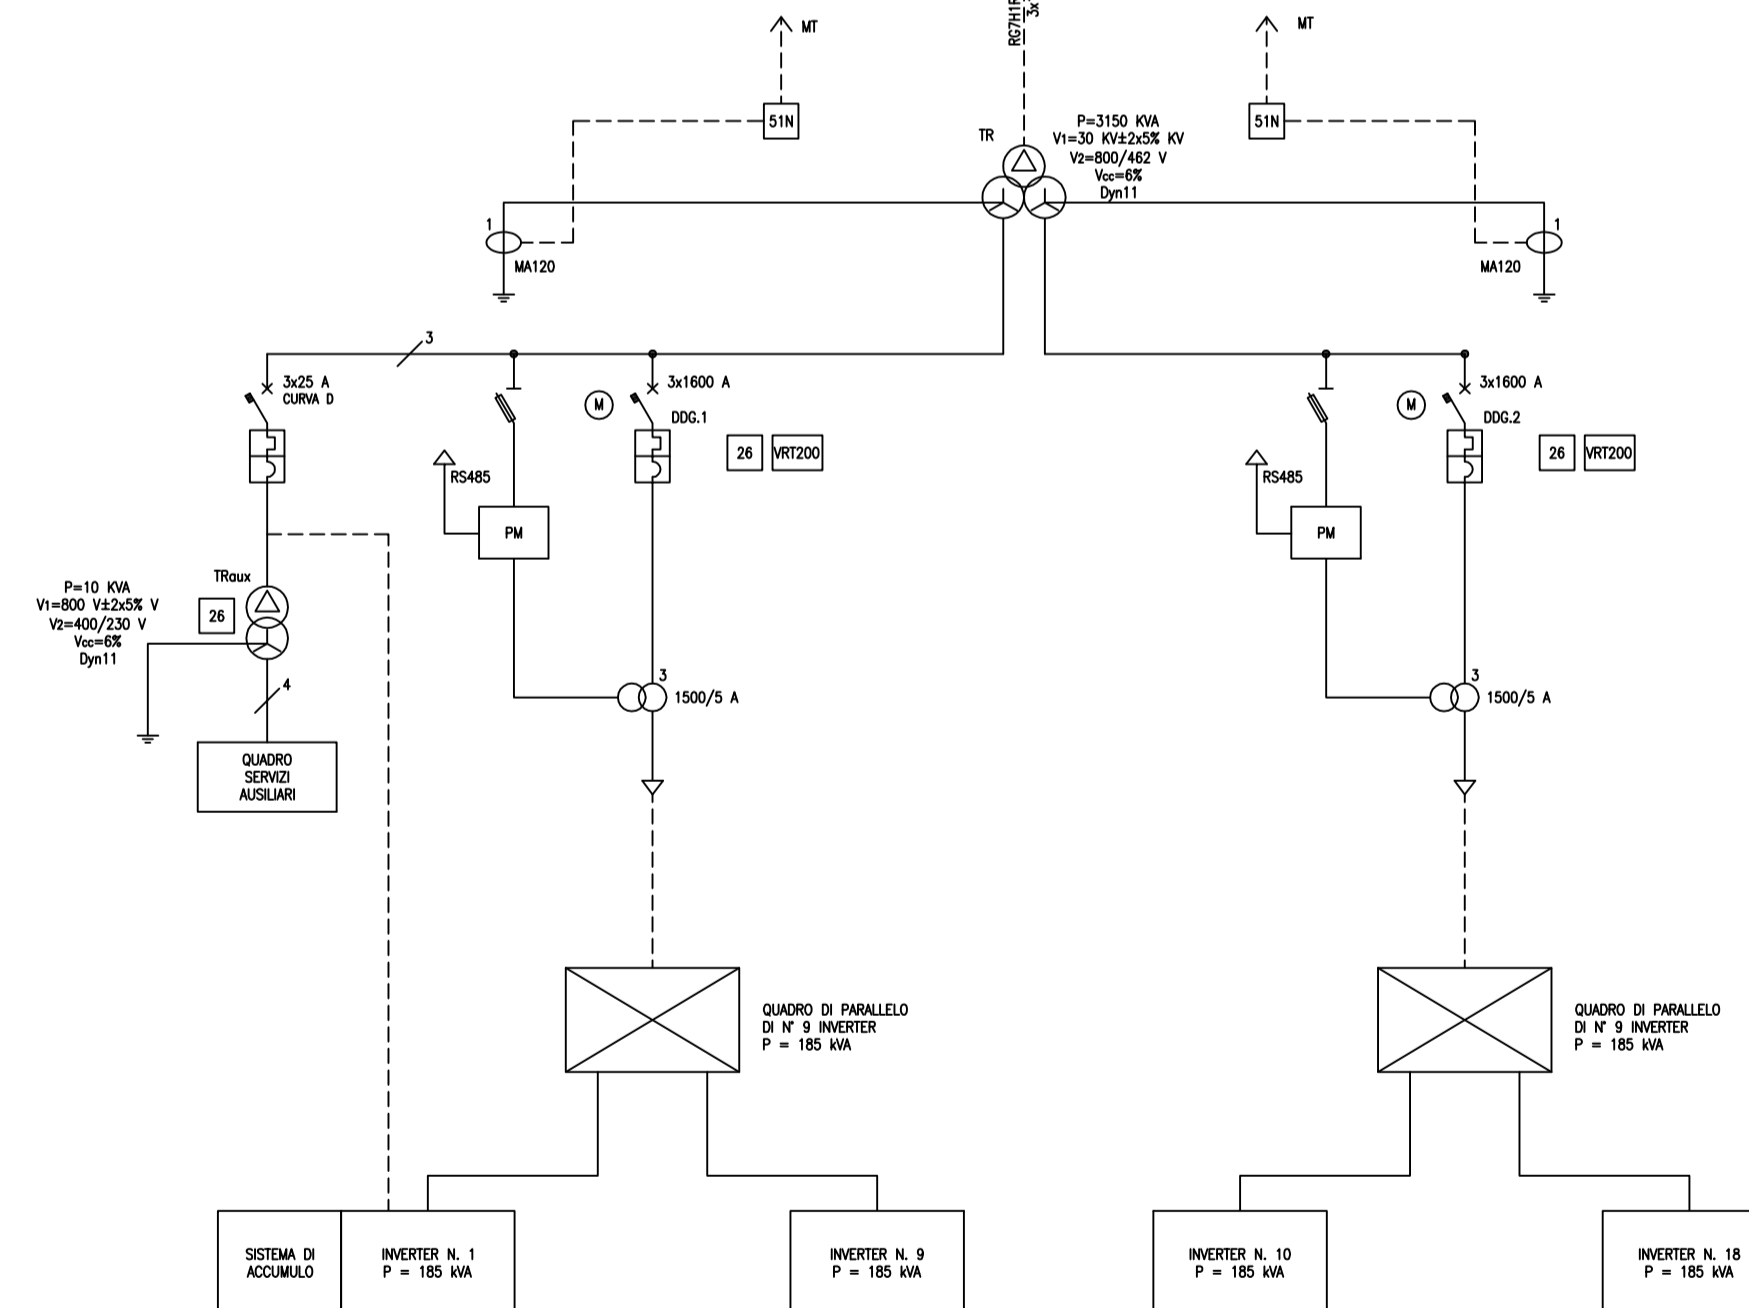 MT
RG7H1R
3x
MT
51N
51N
TR
P=3150 KVA
V1=30 KV±2x5% KV
V2=800/462 V
Vcc=6%
Dyn11
1
MA120
1
MA120
3
3x25 A
CURVA D
M
3x1600 A
DDG.1
26
VRT200
RS485
PM
M
3x1600 A
DDG.2
26
VRT200
RS485
PM
TRaux
P=10 KVA
V1=800 V±2x5% V
V2=400/230 V
Vcc=6%
Dyn11
26
4
QUADRO
SERVIZI
AUSILIARI
3
1500/5 A
3
1500/5 A
QUADRO DI PARALLELO
DI N° 9 INVERTER
P = 185 kVA
QUADRO DI PARALLELO
DI N° 9 INVERTER
P = 185 kVA
SISTEMA DI
ACCUMULO
INVERTER N. 1
P = 185 kVA
INVERTER N. 9
P = 185 kVA
INVERTER N. 10
P = 185 kVA
INVERTER N. 18
P = 185 kVA